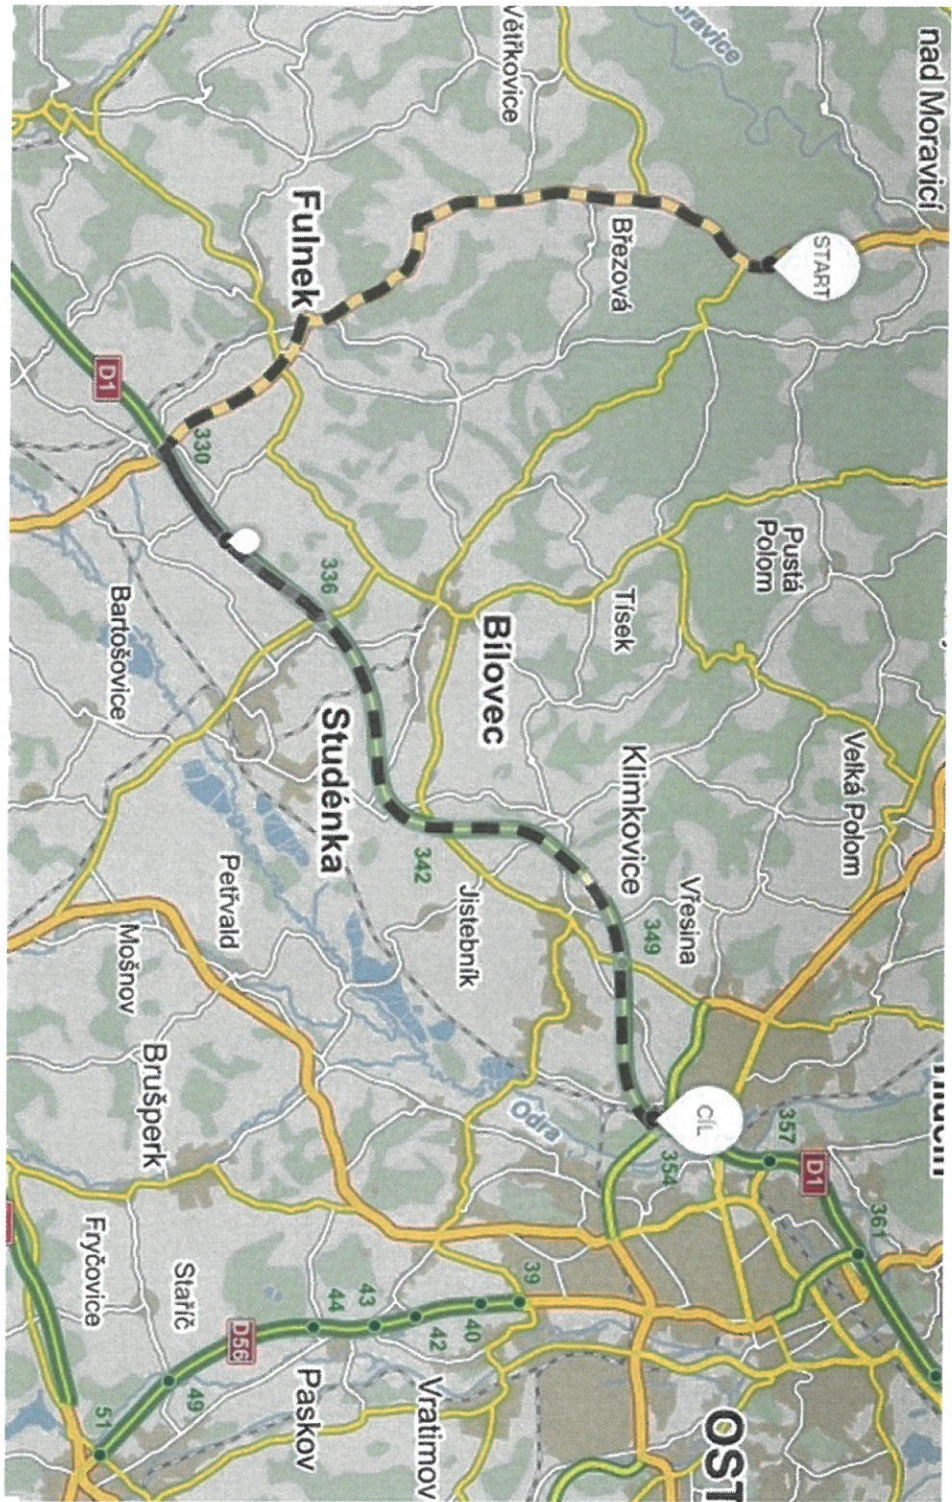 nad Moravicí
361
Velká Polom
START
D1
Pustá
Polom
357
OST
oravice
CÍL
Vřesina
354
349
Klimkovice
Tísek
Březová
Odra
39
Větřkovice
Bílovec
Jistebník
40
42
Vratimov
342
43
Studénka
336
44
Fulnek
Paskov
D56
Petřvald
330
49
Staříč
Brušperk
Mošnov
Bartošovice
D1
51
Fryčovice